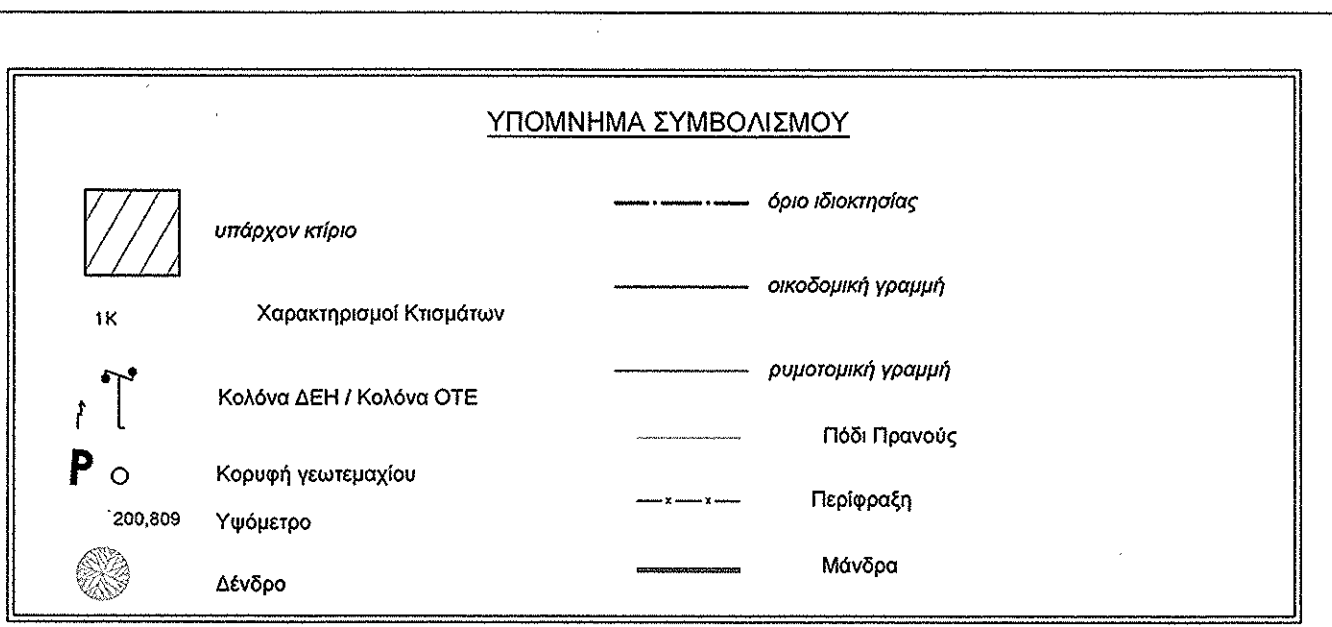 ΥΠΟΜΝΗΜΑ ΣΥΜΒΟΛΙΣΜΟΥ
υπάρχον κτίριο
1Κ Χαρακτηρισμοί Κτισμάτων
Κολόνα ΔΕΗ / Κολόνα ΟΤΕ
P Κορυφή γεωτεμαχίου
200,809 Υψόμετρο
Δένδρο
όριο ιδιοκτησίας
οικοδομική γραμμή
ρυμοτομική γραμμή
Πόδι Πρανούς
Περίφραξη
Μάνδρα